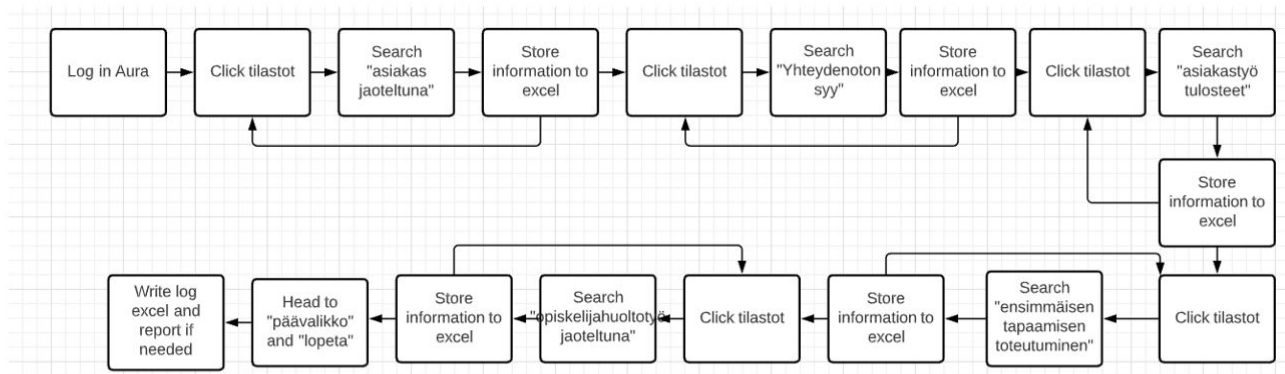 Log in Aura
Click tilastot
Search
"asiakas
jaoteltuna"
Store
information to
excel
Click tilastot
Search
"Yhteydenoton
syy"
Store
information to
excel
Click tilastot
Search
"asiakastyö
tulosteet"
Store
information to
excel
Click tilastot
Search
"ensimmäisen
tapaamisen
toteutuminen"
Store
information to
excel
Click tilastot
Search
"opiskelijahuoltotyö
jaoteltuna"
Store
information to
excel
Head to
"päävalikko"
and "lopeta"
Write log
excel and
report if
needed